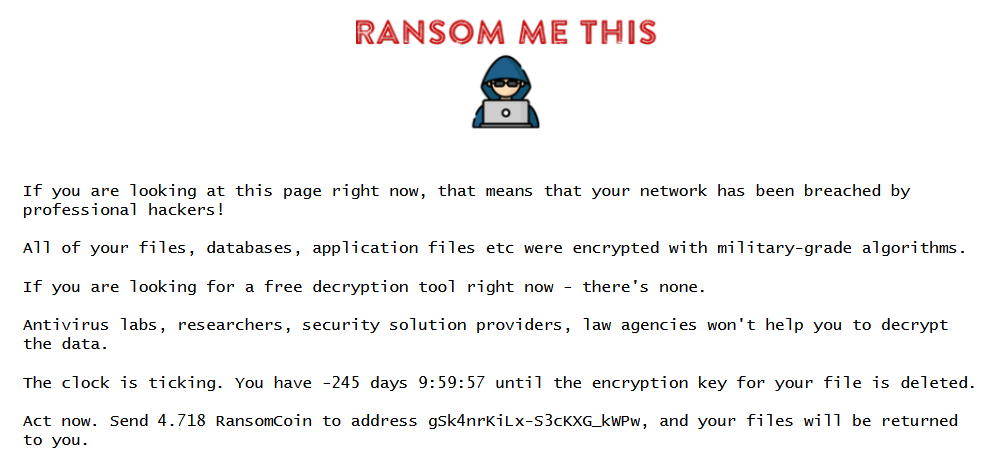 RANSOM ME THIS
If you are looking at this page right now, that means that your network has been breached by
professional hackers!
All of your files, databases, application files etc were encrypted with military-grade algorithms.
If you are looking for a free decryption tool right now - there's none.
Antivirus labs, researchers, security solution providers, law agencies won't help you to decrypt
the data.
The clock is ticking. You have -245 days 9:59:57 until the encryption key for your file is deleted.
Act now. Send 4.718 RansomCoin to address gSk4nrKiLx-S3cKXG_kWPw, and your files will be returned
to you.